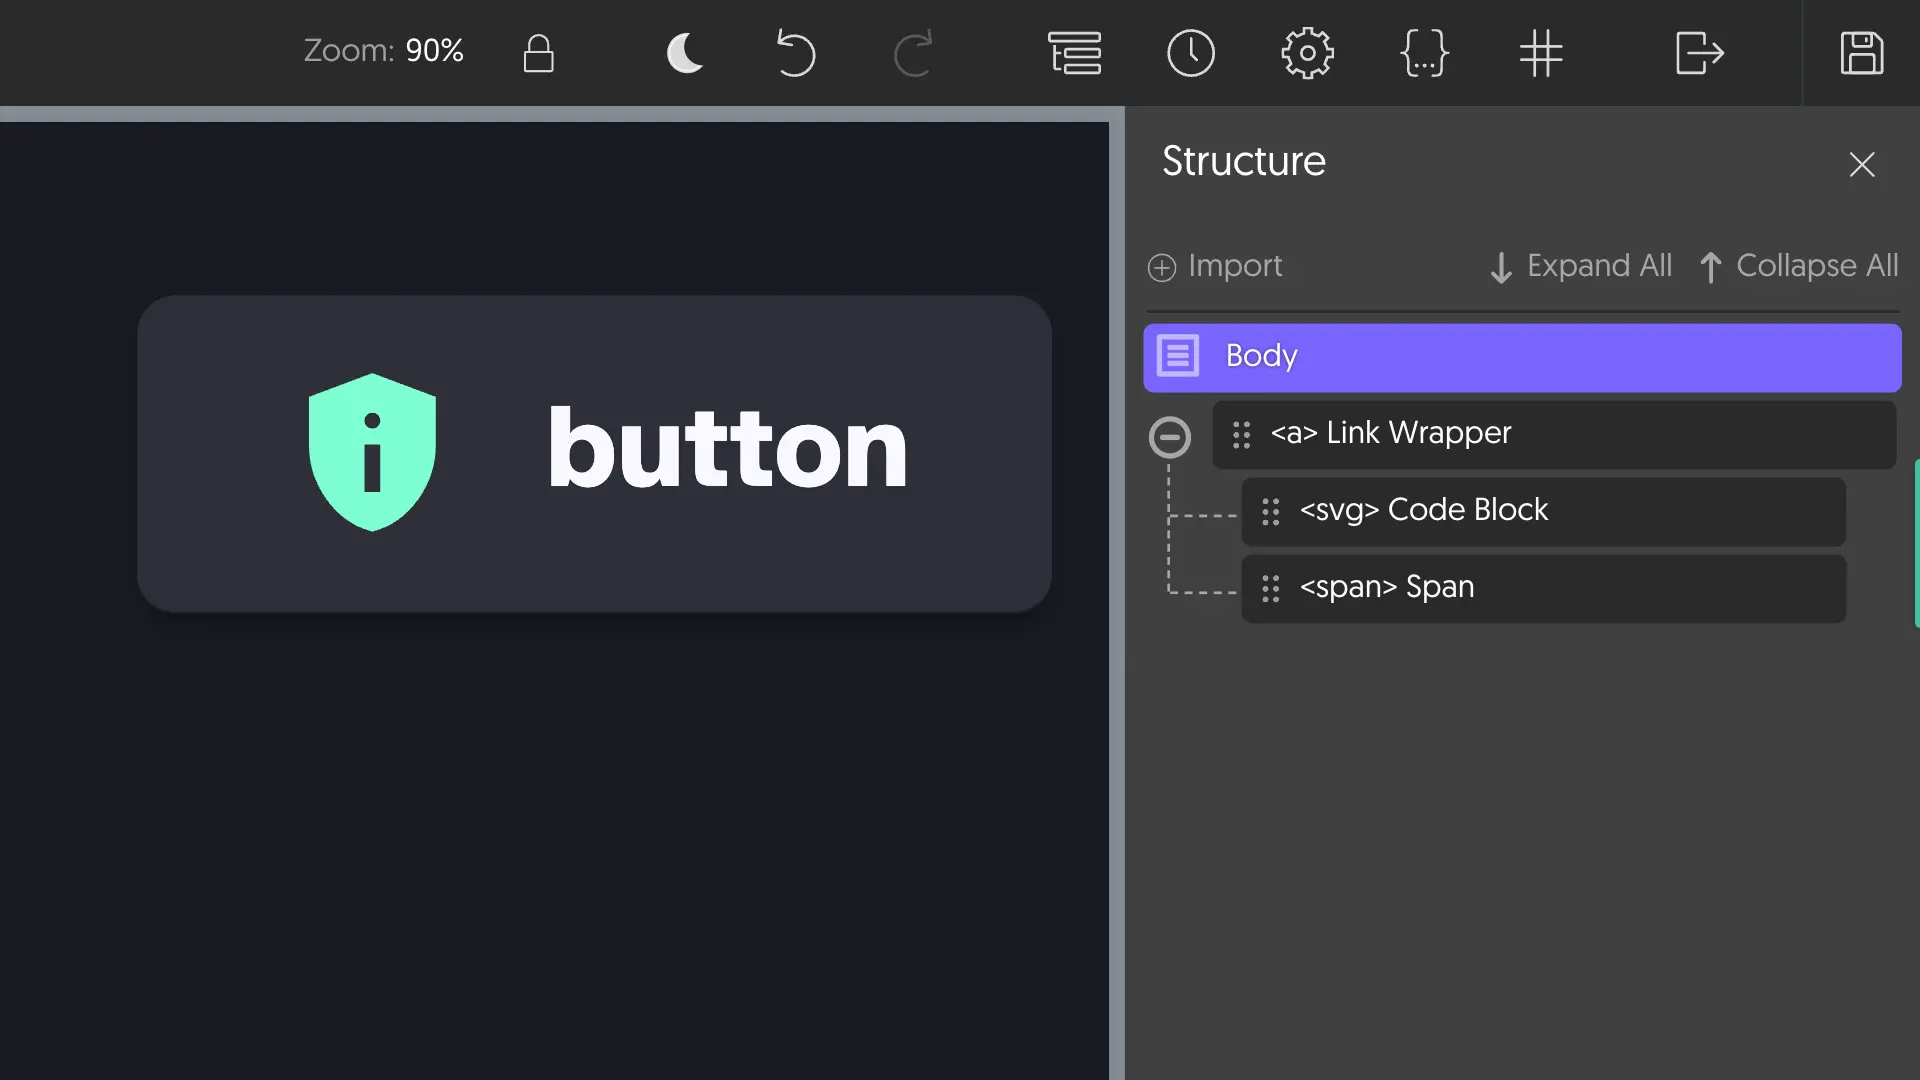 Zoom: 90%
Structure
Import
Expand All
Collapse All
Body
<a> Link Wrapper
<svg> Code Block
<span> Span
i
button